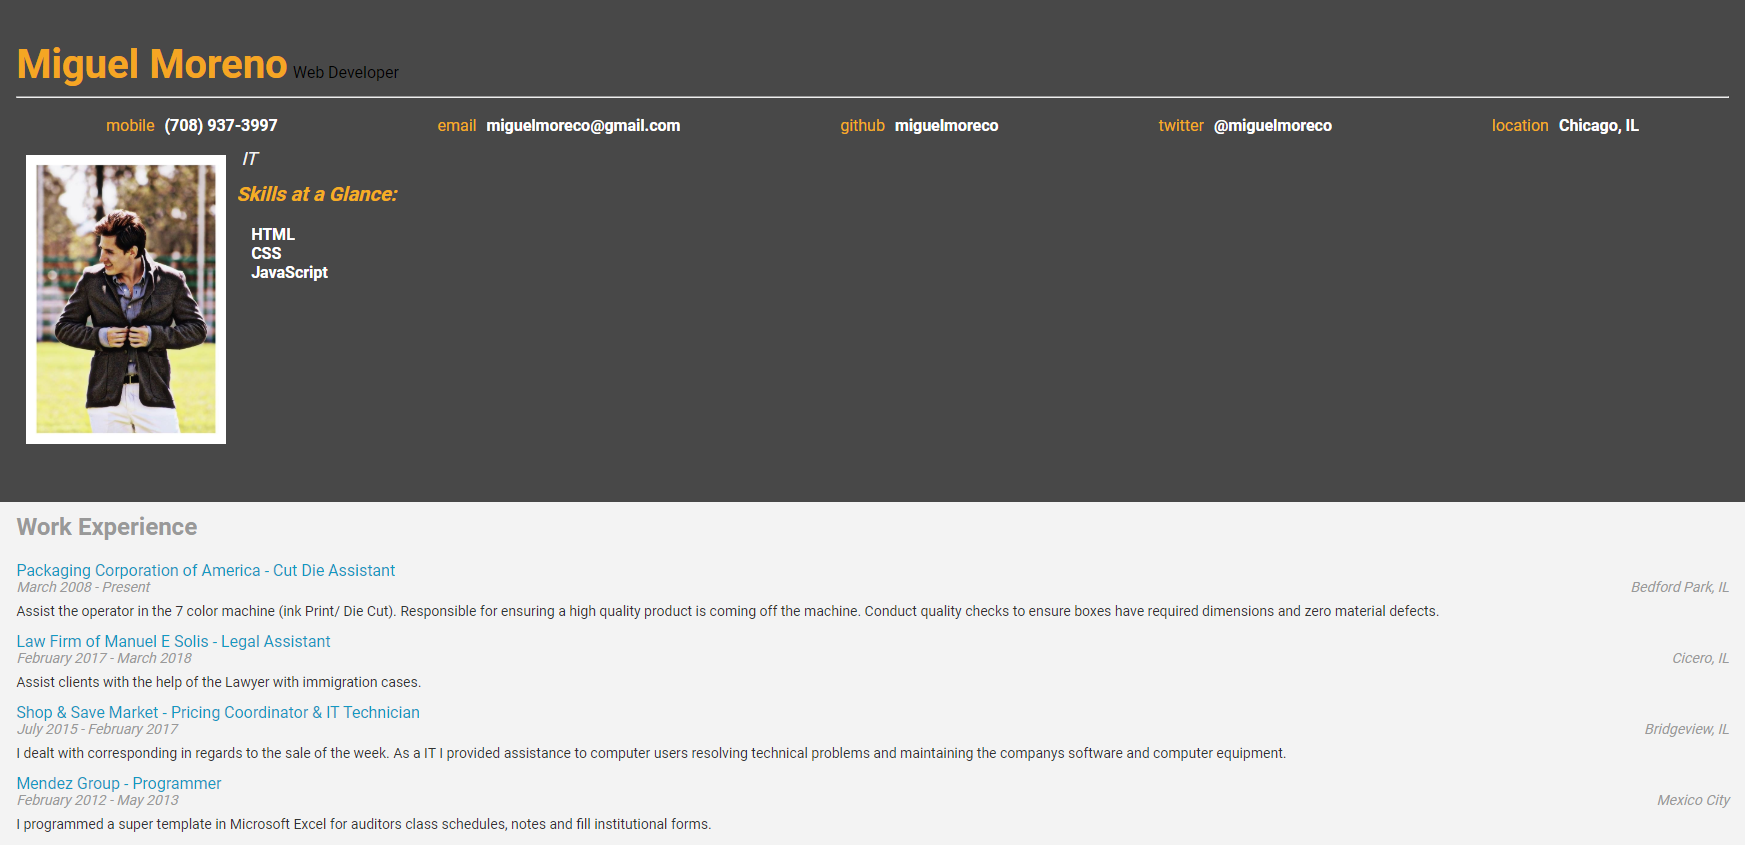 Miguel Moreno Web Developer
mobile (708) 937-3997 email miguelmoreco@gmail.com github miguelmoreco twitter @miguelmoreco location Chicago, IL
IT
Skills at a Glance:
HTML
CSS
JavaScript
Work Experience
Packaging Corporation of America - Cut Die Assistant
March 2008 - Present Bedford Park, IL
Assist the operator in the 7 color machine (ink Print/ Die Cut). Responsible for ensuring a high quality product is coming off the machine. Conduct quality checks to ensure boxes have required dimensions and zero material defects.
Law Firm of Manuel E Solis - Legal Assistant
February 2017 - March 2018 Cicero, IL
Assist clients with the help of the Lawyer with immigration cases.
Shop & Save Market - Pricing Coordinator & IT Technician
July 2015 - February 2017 Bridgeview, IL
I dealt with corresponding in regards to the sale of the week. As a IT I provided assistance to computer users resolving technical problems and maintaining the companys software and computer equipment.
Mendez Group - Programmer
February 2012 - May 2013 Mexico City
I programmed a super template in Microsoft Excel for auditors class schedules, notes and fill institutional forms.